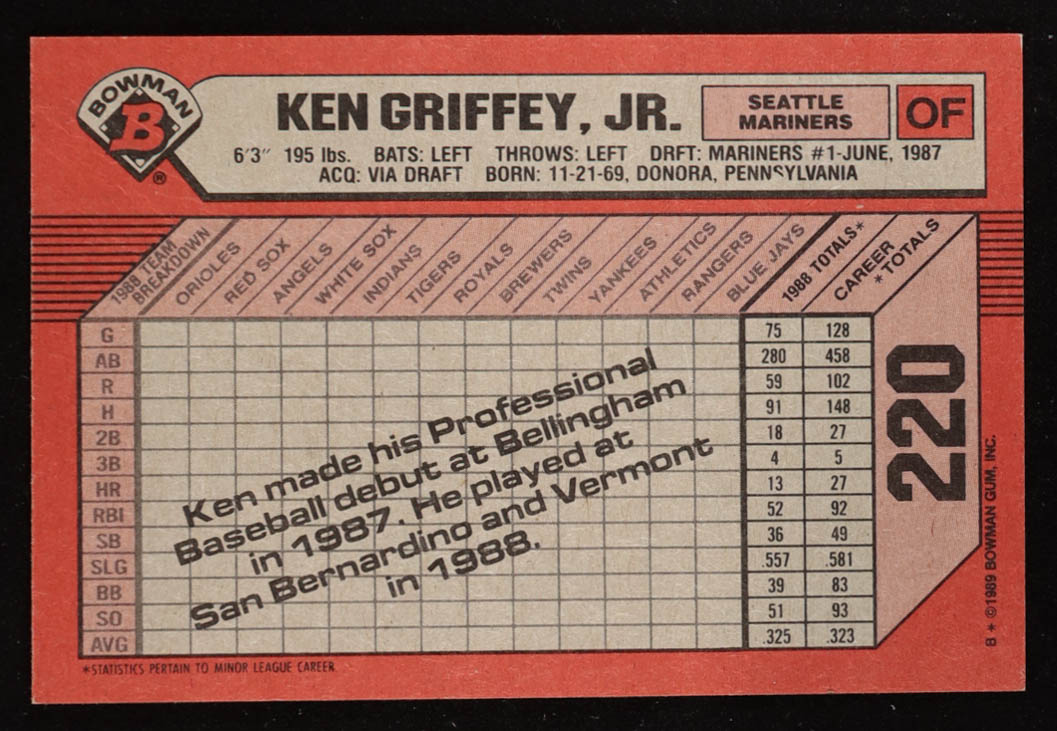 BOWMAN
B
®
KEN GRIFFEY, JR.
SEATTLE
MARINERS
OF
6'3" 195 lbs. BATS: LEFT THROWS: LEFT DRFT: MARINERS #1-JUNE, 1987
ACQ: VIA DRAFT BORN: 11-21-69, DONORA, PENNSYLVANIA
1988 TEAM
BREAKDOWN
ORIOLES
RED SOX
ANGELS
WHITE SOX
INDIANS
TIGERS
ROYALS
BREWERS
TWINS
YANKEES
ATHLETICS
RANGERS
BLUE JAYS
1988 TOTALS*
CAREER
* TOTALS
G 75 128
AB 280 458
R 59 102
H 91 148
2B 18 27
3B 4 5
HR 13 27
RBI 52 92
SB 36 49
SLG .557 .581
BB 39 83
SO 51 93
AVG .325 .323
Ken made his Professional
Baseball debut at Bellingham
in 1987. He played at
San Bernardino and Vermont
in 1988.
220
B * © 1989 BOWMAN GUM, INC.
*STATISTICS PERTAIN TO MINOR LEAGUE CAREER